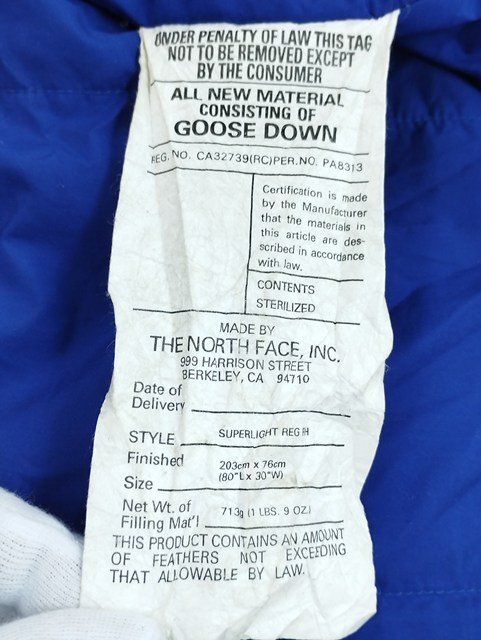 UNDER PENALTY OF LAW THIS TAG
NOT TO BE REMOVED EXCEPT
BY THE CONSUMER
ALL NEW MATERIAL
CONSISTING OF
GOOSE DOWN
REG. NO. CA32739(RC)PER. NO. PA8313
Certification is made
by the Manufacturer
that the materials in
this article are des-
scribed in accordance
with law.
CONTENTS
STERILIZED
MADE BY
THE NORTH FACE, INC.
999 HARRISON STREET
BERKELEY, CA 94710
Date of
Delivery
STYLE SUPERLIGHT REG RH
Finished 203cm x 76cm
Size (80"L x 30"W)
Net Wt. of
Filling Mat'l 713g (1 LBS. 9 OZ)
THIS PRODUCT CONTAINS AN AMOUNT
OF FEATHERS NOT EXCEEDING
THAT ALLOWABLE BY LAW.